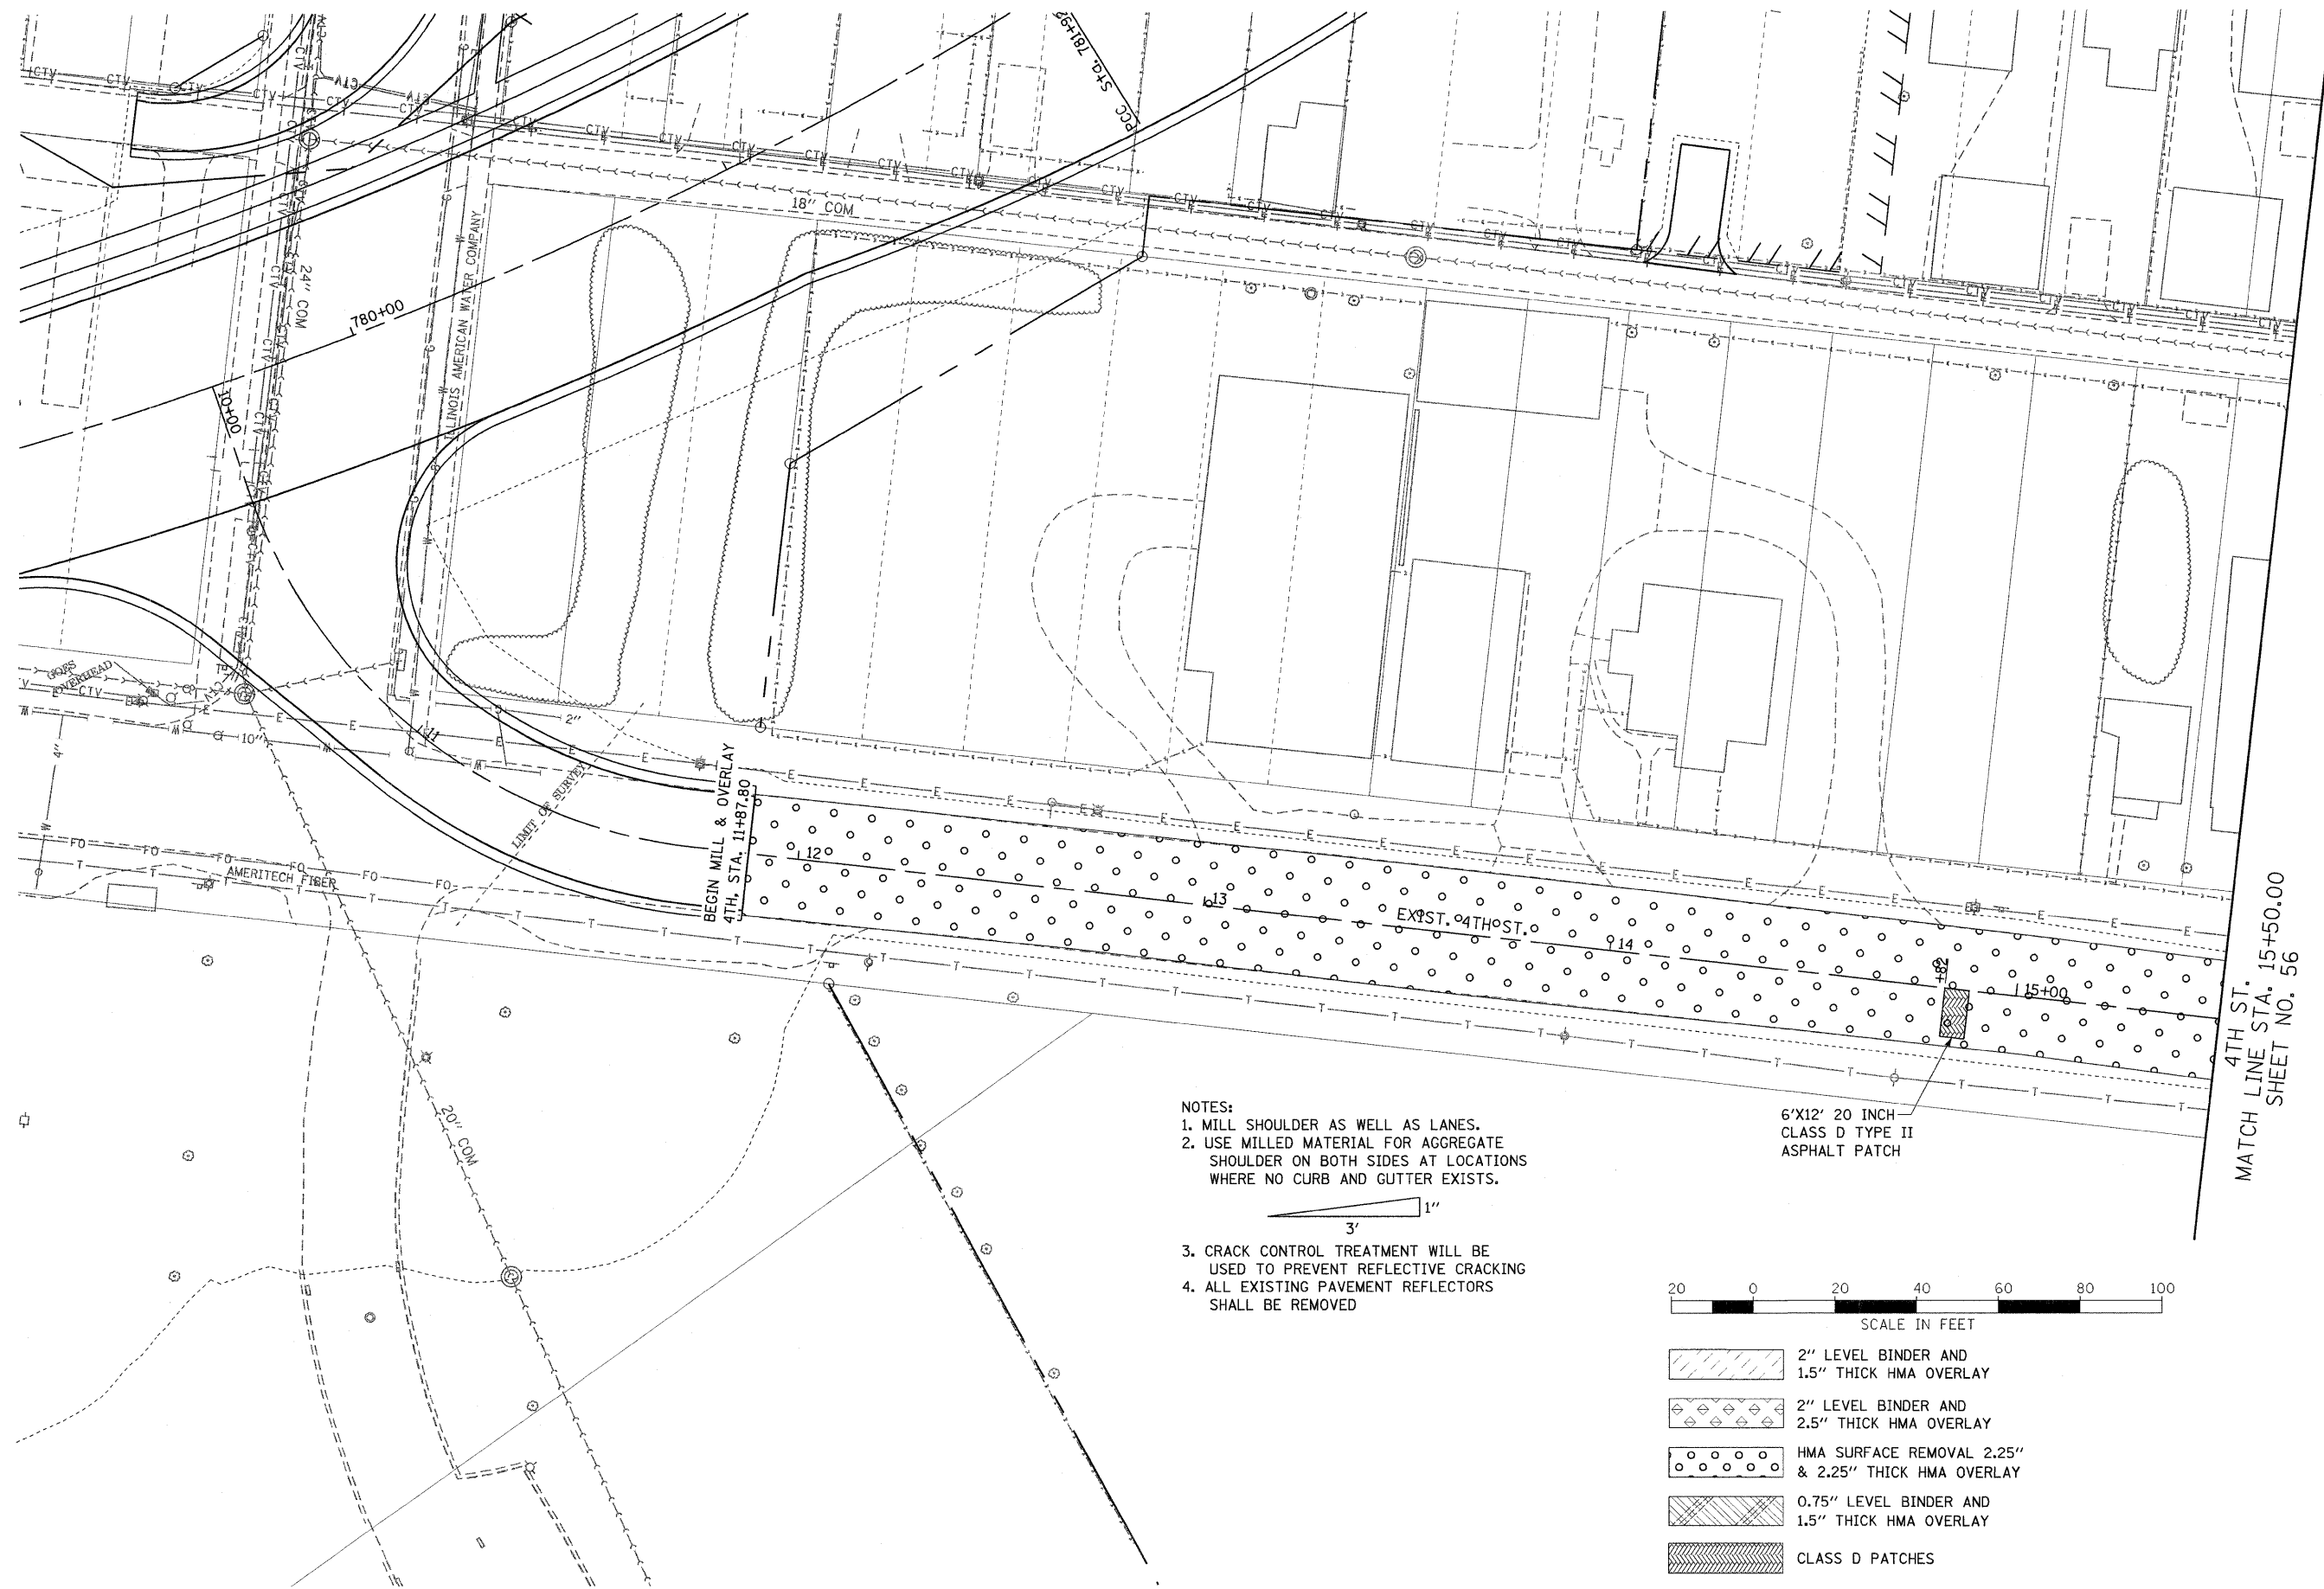 PCC Sta. 781+92
CTV
18" COM
24" COM
ILLINOIS AMERICAN WATER COMPANY
780+00
10+00
GOES
OVERHEAD
CTV
E
W
10"
4"
2"
11
LIMIT OF SURVEY
BEGIN MILL & OVERLAY
4TH, STA. 11+87.80
FO
T
AMERITECH FIBER
12
13
EXIST. 4TH ST.
14
+82
15+00
4TH ST.
MATCH LINE STA. 15+50.00
SHEET NO. 56
20" COM
NOTES:
1. MILL SHOULDER AS WELL AS LANES.
2. USE MILLED MATERIAL FOR AGGREGATE
SHOULDER ON BOTH SIDES AT LOCATIONS
WHERE NO CURB AND GUTTER EXISTS.
1"
3'
3. CRACK CONTROL TREATMENT WILL BE
USED TO PREVENT REFLECTIVE CRACKING
4. ALL EXISTING PAVEMENT REFLECTORS
SHALL BE REMOVED
6'X12' 20 INCH
CLASS D TYPE II
ASPHALT PATCH
20 0 20 40 60 80 100
SCALE IN FEET
2" LEVEL BINDER AND
1.5" THICK HMA OVERLAY
2" LEVEL BINDER AND
2.5" THICK HMA OVERLAY
HMA SURFACE REMOVAL 2.25"
& 2.25" THICK HMA OVERLAY
0.75" LEVEL BINDER AND
1.5" THICK HMA OVERLAY
CLASS D PATCHES